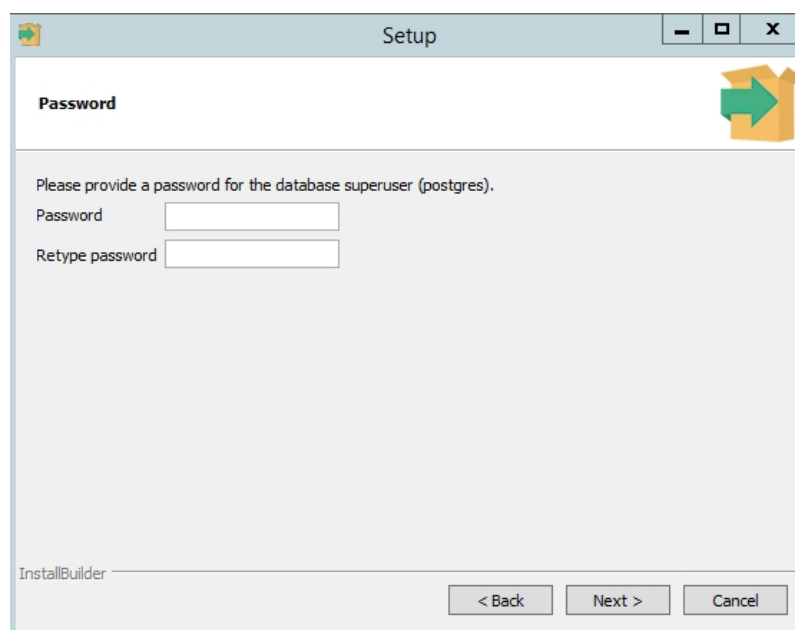 Setup
Password
Please provide a password for the database superuser (postgres).
Password
Retype password
InstallBuilder
< Back Next > Cancel